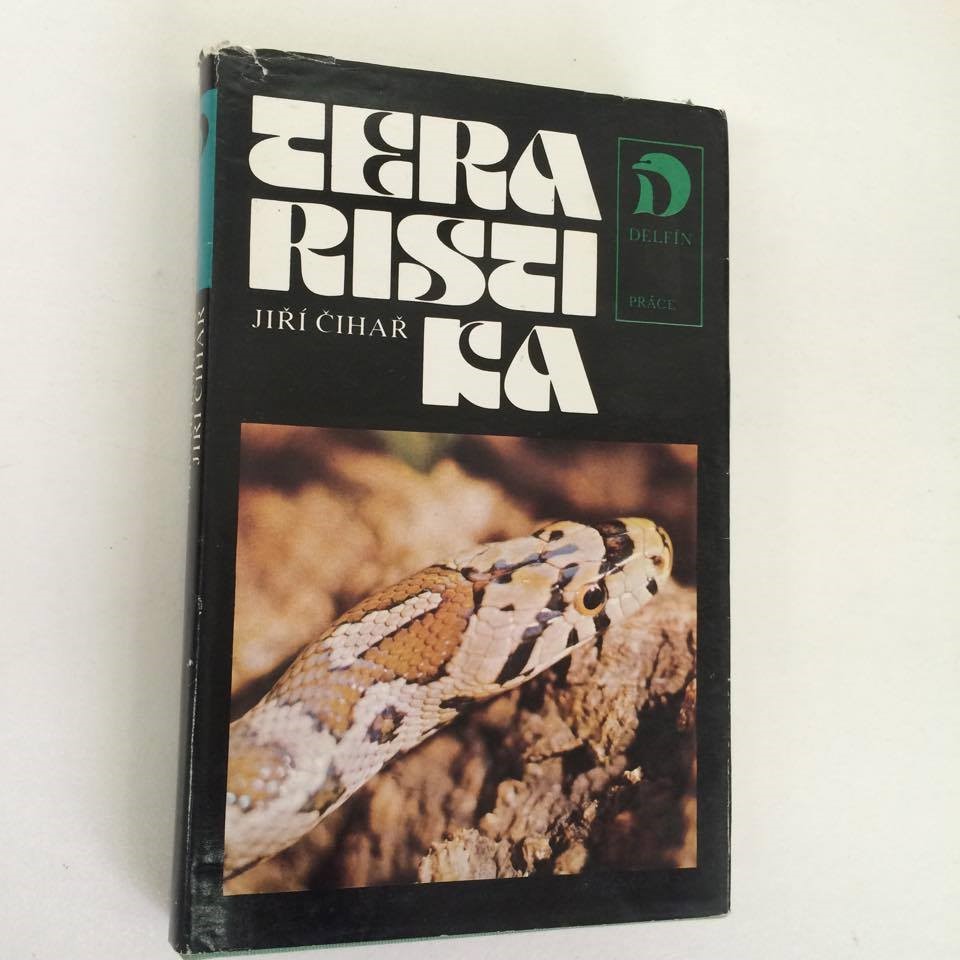 TERA
RISTI
KA
JIŘÍ ČIHAŘ
DELFÍN
PRÁCE
JIŘÍ ČIHAŘ